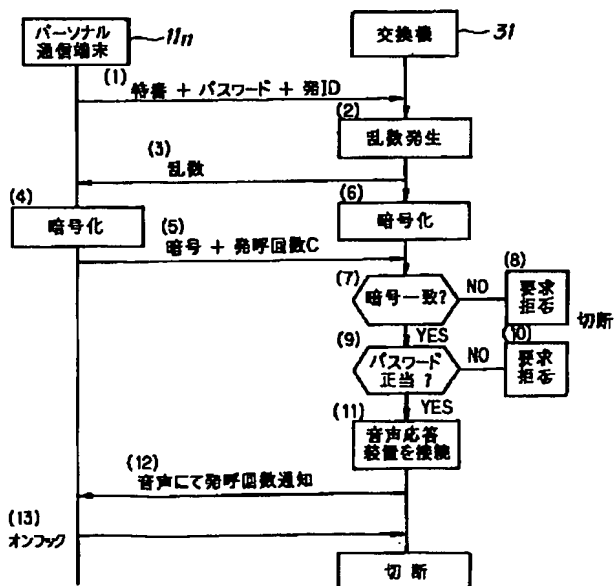 パーソナル
通信端末
11n
交換機
31
(1)
特番 + パスワード + 発ID
(2)
乱数発生
(3)
乱数
(4)
暗号化
(5)
暗号 + 発呼回数C
(6)
暗号化
(7)
暗号一致?
NO
(8)
要求
拒否
切断
YES
(9)
パスワード
正当?
NO
(10)
要求
拒否
YES
(11)
音声応答
装置を接続
(12)
音声にて発呼回数通知
(13)
オンフック
切断